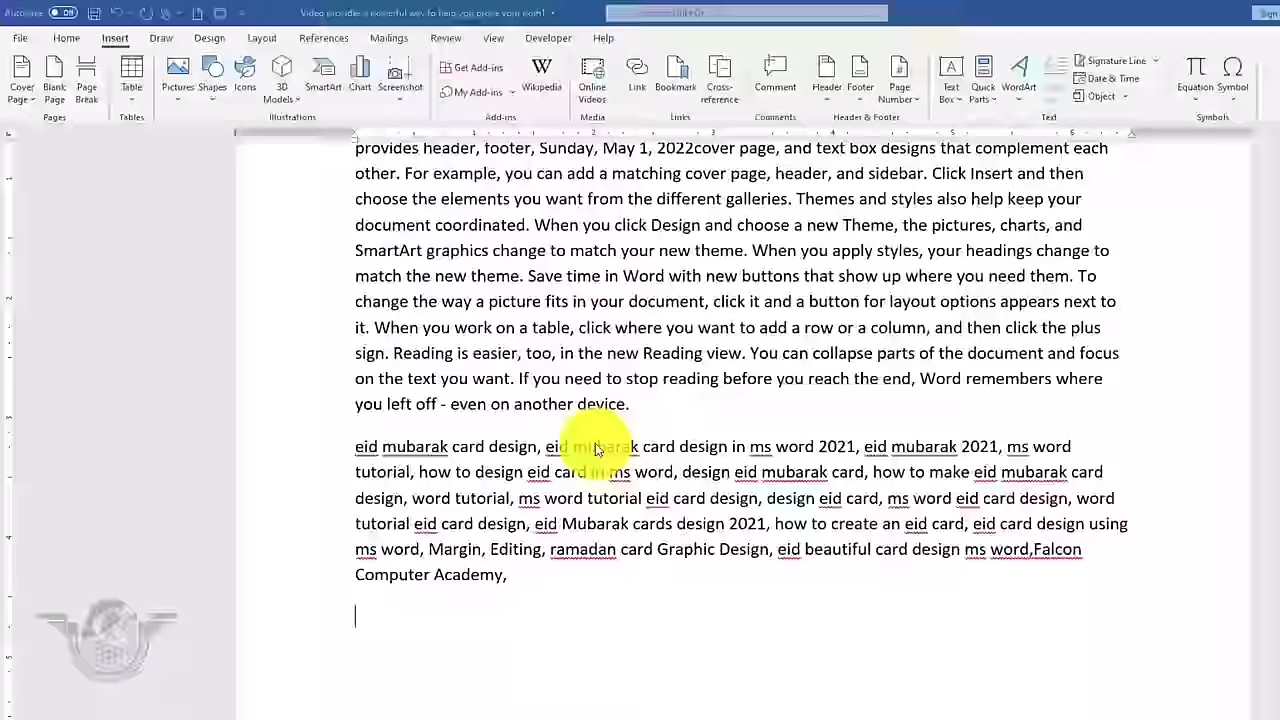 AutoSave On Video provides a powerful way to help you prove your point1 Sign
File Home Insert Draw Design Layout References Mailings Review View Developer Help
Cover Page Blank Page Page Break Table Pictures Shapes Icons 3D Models SmartArt Chart Screenshot Get Add-ins My Add-ins Wikipedia Online Videos Link Bookmark Cross-reference Comment Header Footer Page Number Text Box Quick Parts WordArt Signature Line Date & Time Object Equation Symbol
Pages Tables Illustrations Add-ins Media Links Comments Header & Footer Text Symbols
provides header, footer, Sunday, May 1, 2022cover page, and text box designs that complement each
other. For example, you can add a matching cover page, header, and sidebar. Click Insert and then
choose the elements you want from the different galleries. Themes and styles also help keep your
document coordinated. When you click Design and choose a new Theme, the pictures, charts, and
SmartArt graphics change to match your new theme. When you apply styles, your headings change to
match the new theme. Save time in Word with new buttons that show up where you need them. To
change the way a picture fits in your document, click it and a button for layout options appears next to
it. When you work on a table, click where you want to add a row or a column, and then click the plus
sign. Reading is easier, too, in the new Reading view. You can collapse parts of the document and focus
on the text you want. If you need to stop reading before you reach the end, Word remembers where
you left off - even on another device.
eid mubarak card design, eid mubarak card design in ms word 2021, eid mubarak 2021, ms word
tutorial, how to design eid card in ms word, design eid mubarak card, how to make eid mubarak card
design, word tutorial, ms word tutorial eid card design, design eid card, ms word eid card design, word
tutorial eid card design, eid Mubarak cards design 2021, how to create an eid card, eid card design using
ms word, Margin, Editing, ramadan card Graphic Design, eid beautiful card design ms word,Falcon
Computer Academy,